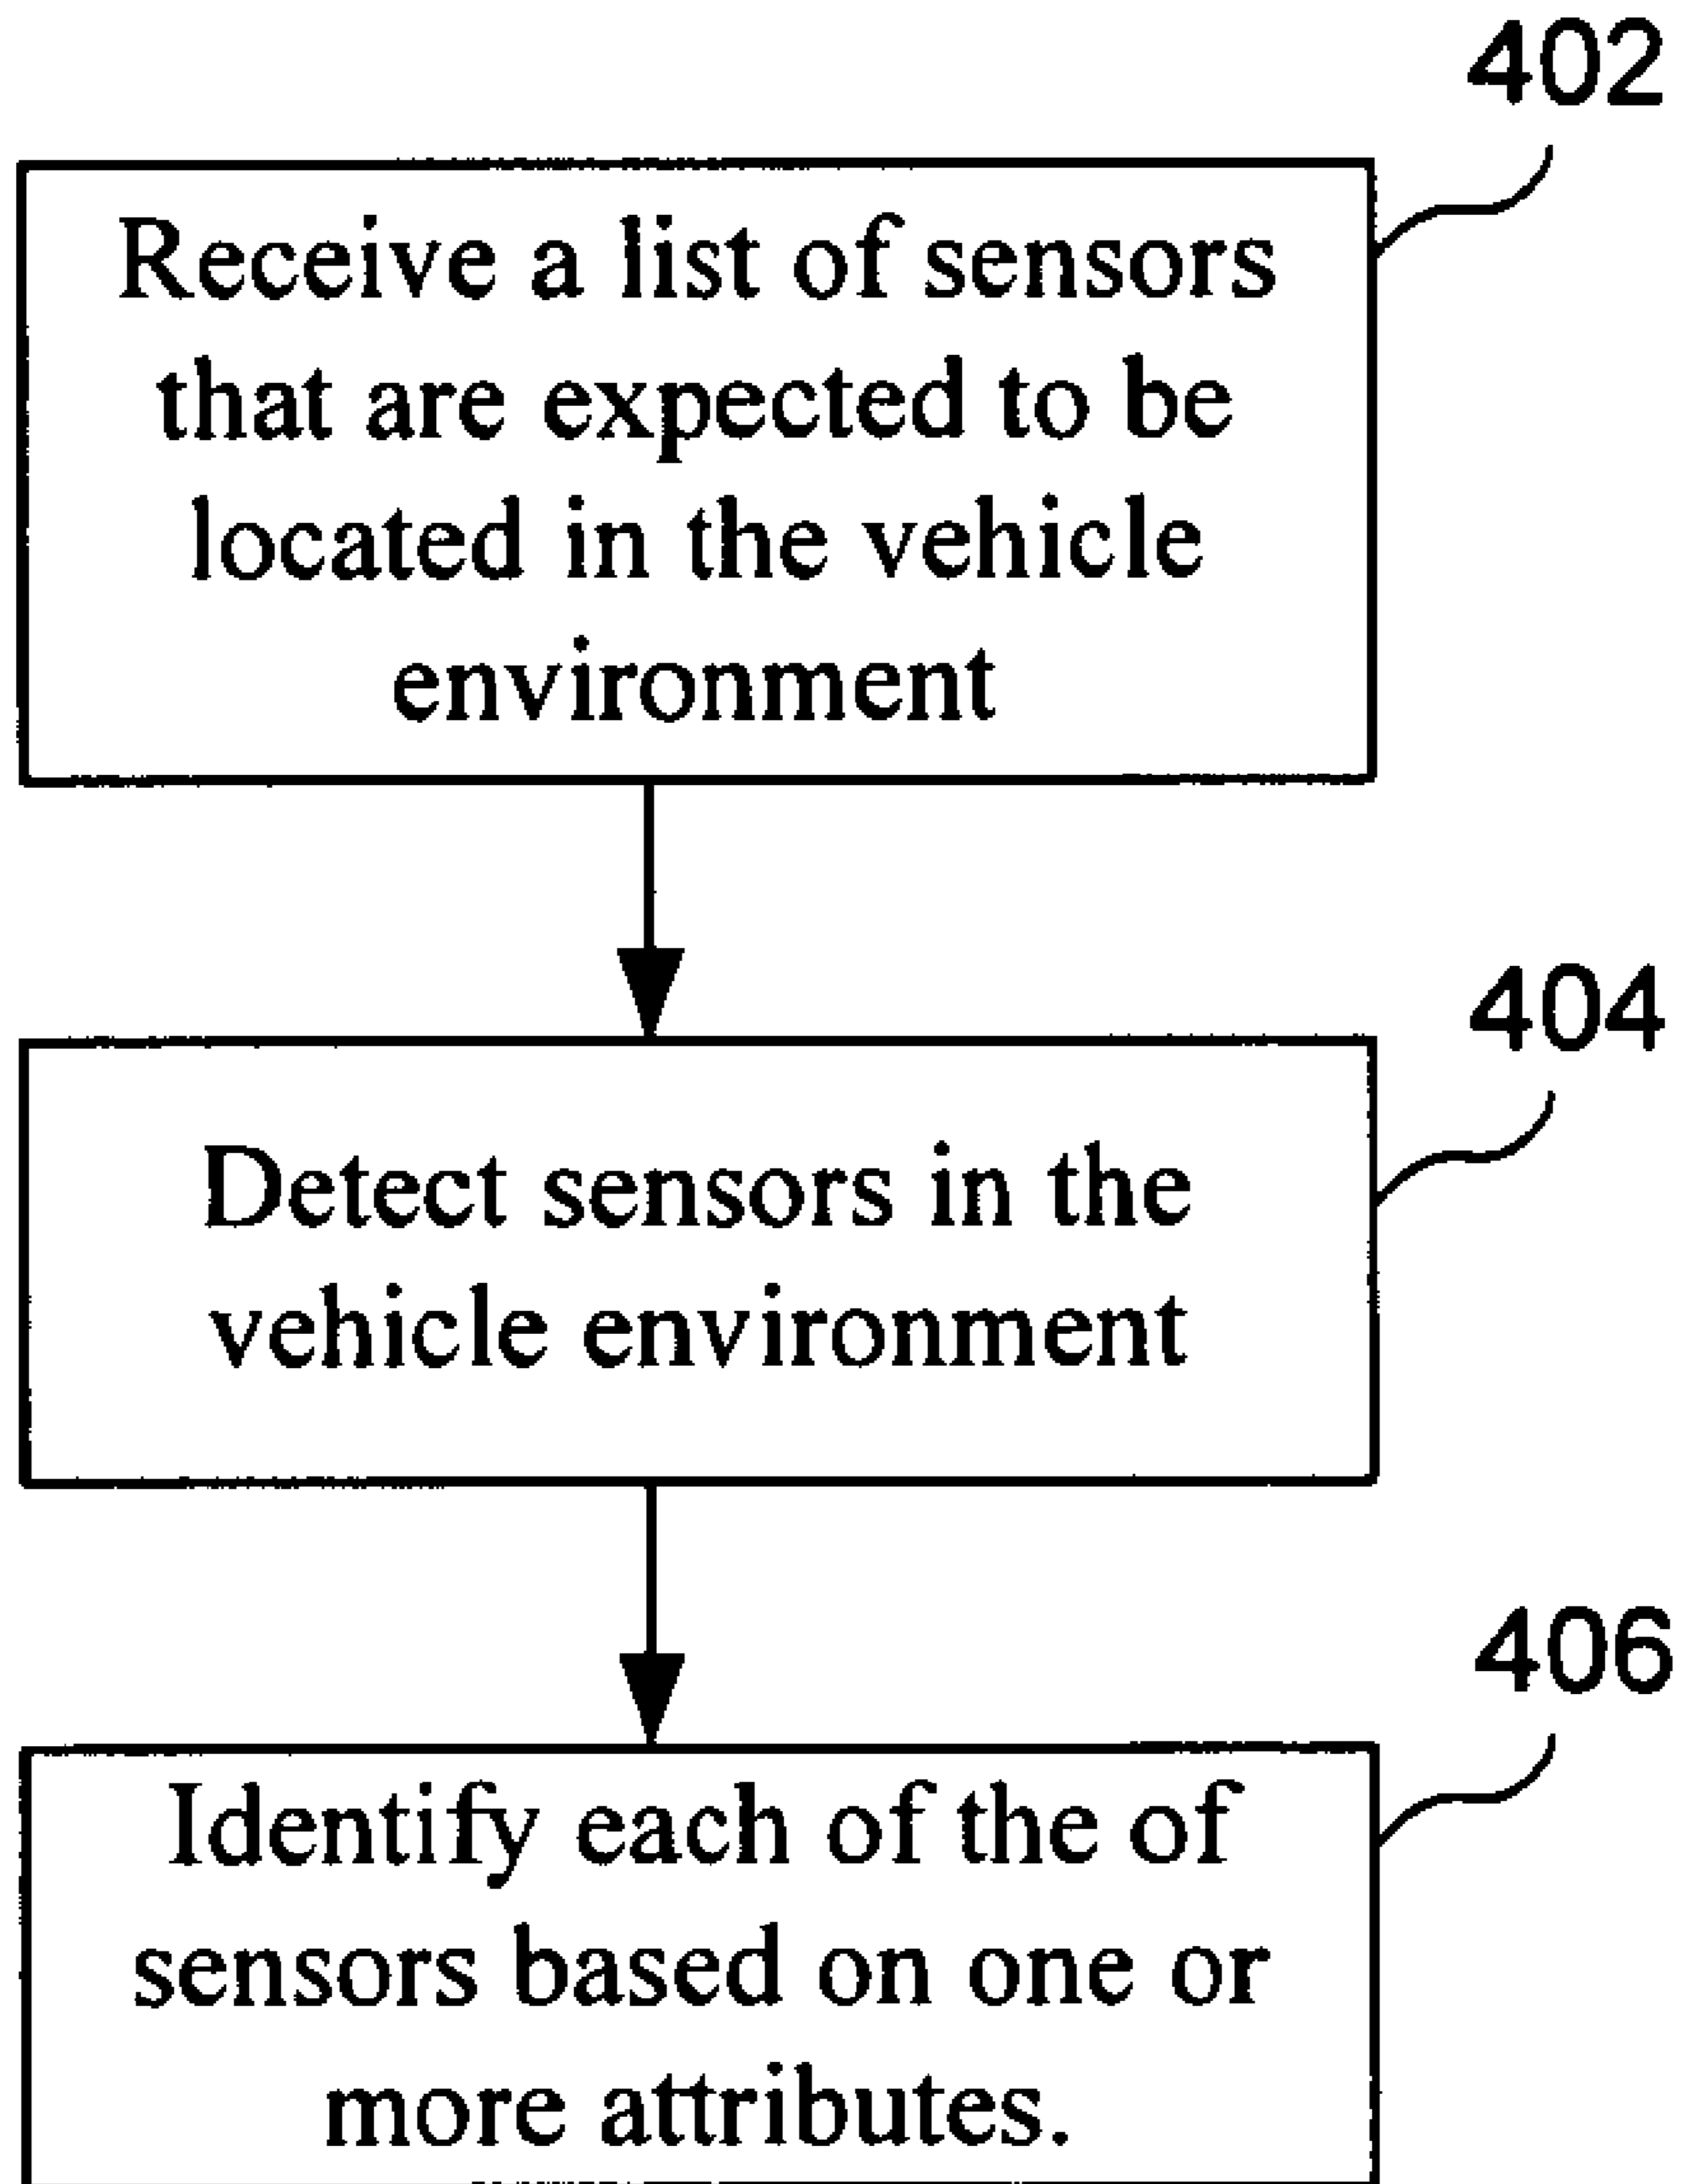 402
Receive a list of sensors
that are expected to be
located in the vehicle
environment
404
Detect sensors in the
vehicle environment
406
Identify each of the of
sensors based on one or
more attributes.